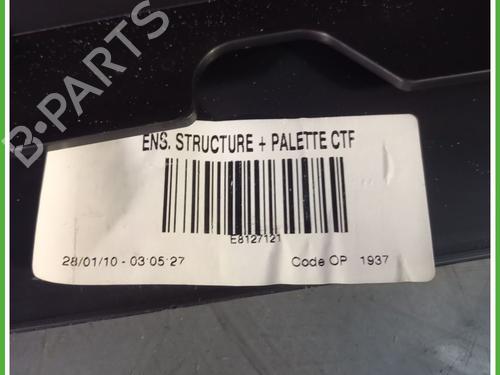 B-PARTS
ENS. STRUCTURE + PALETTE CTF
E8127121
28/01/10 - 03:05:27 Code OP 1937